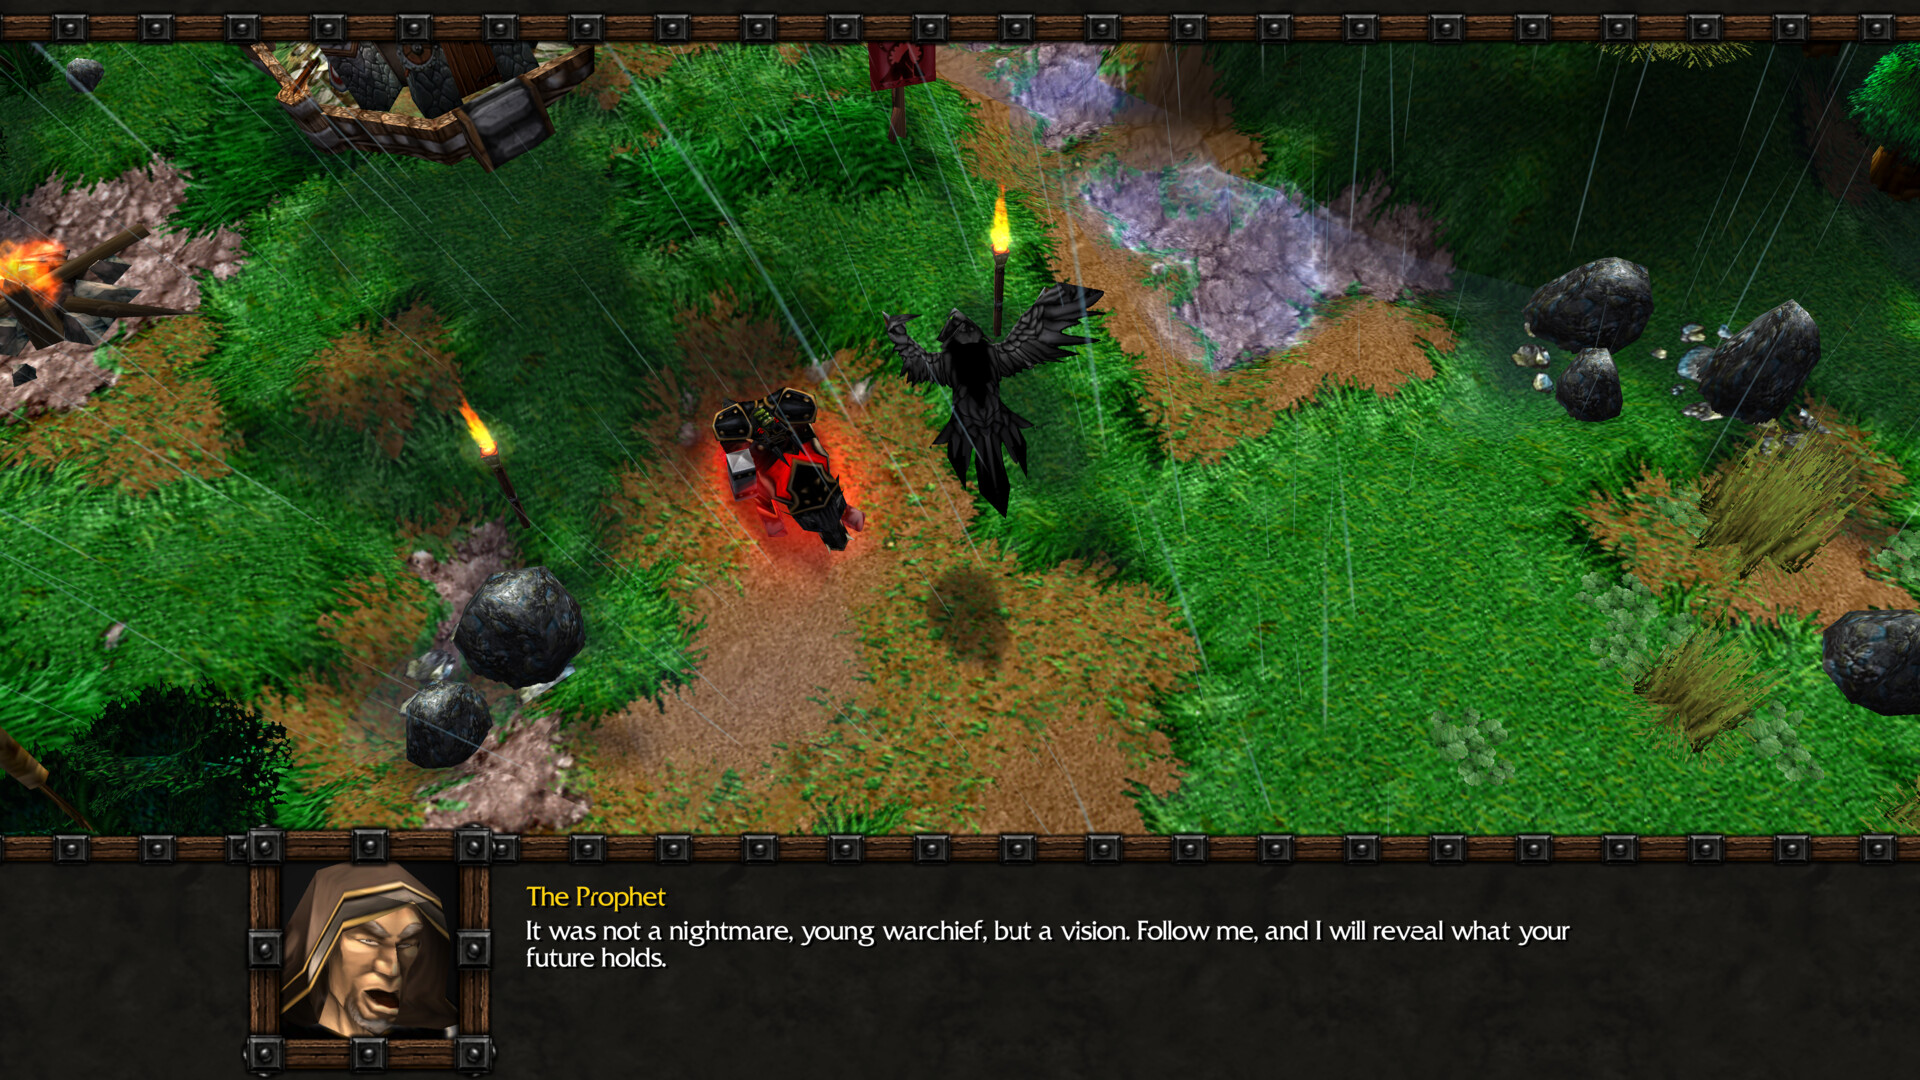 The Prophet
It was not a nightmare, young warchief, but a vision. Follow me, and I will reveal what your
future holds.